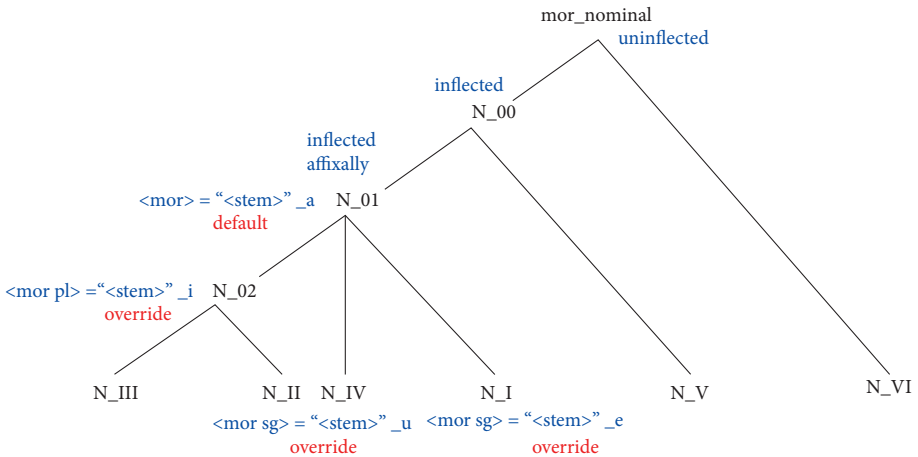 mor_nominal
uninflected
inflected
N_00
inflected
affixally
<mor> = “<stem>” _a N_01
default
<mor pl> =“<stem>” _i N_02
override
N_III N_II N_IV N_I N_V N_VI
<mor sg> = “<stem>” _u <mor sg> = “<stem>” _e
override override